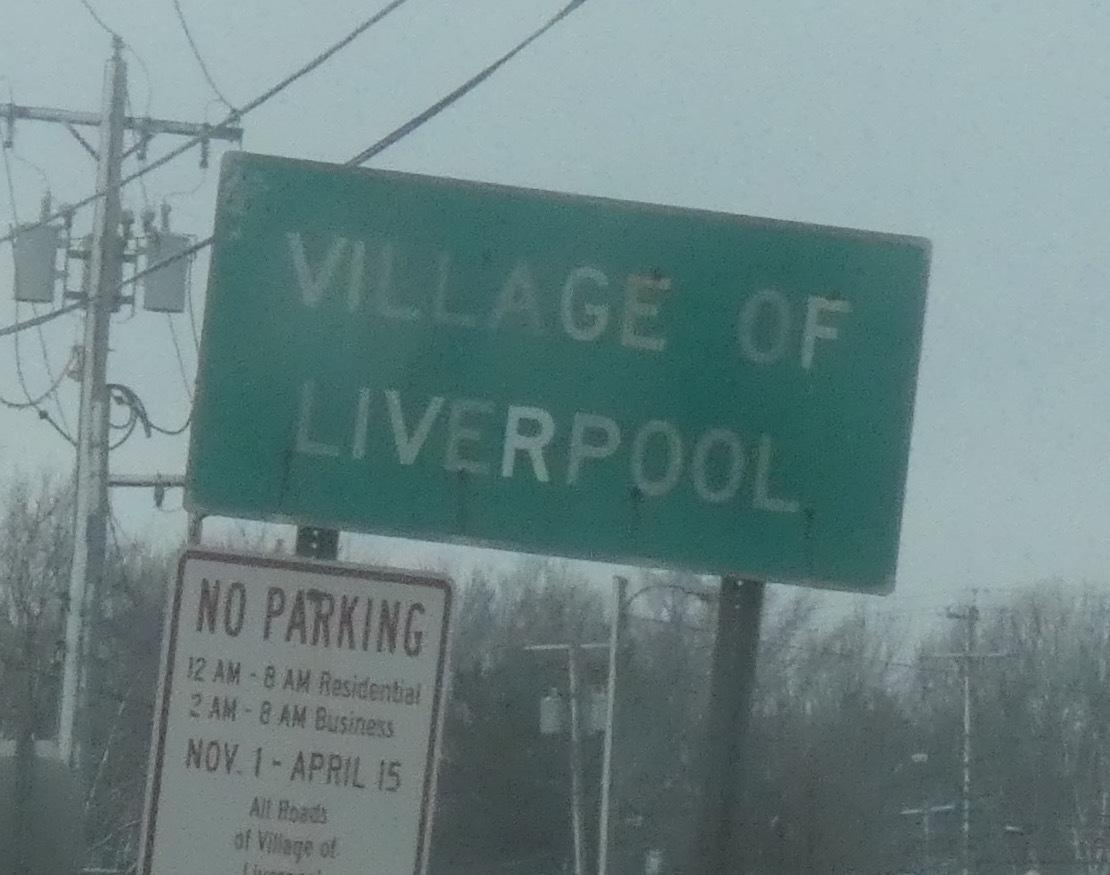 VILLAGE OF
LIVERPOOL
NO PARKING
12 AM - 8 AM Residential
2 AM - 8 AM Business
NOV. 1 - APRIL 15
All Roads
of Village of